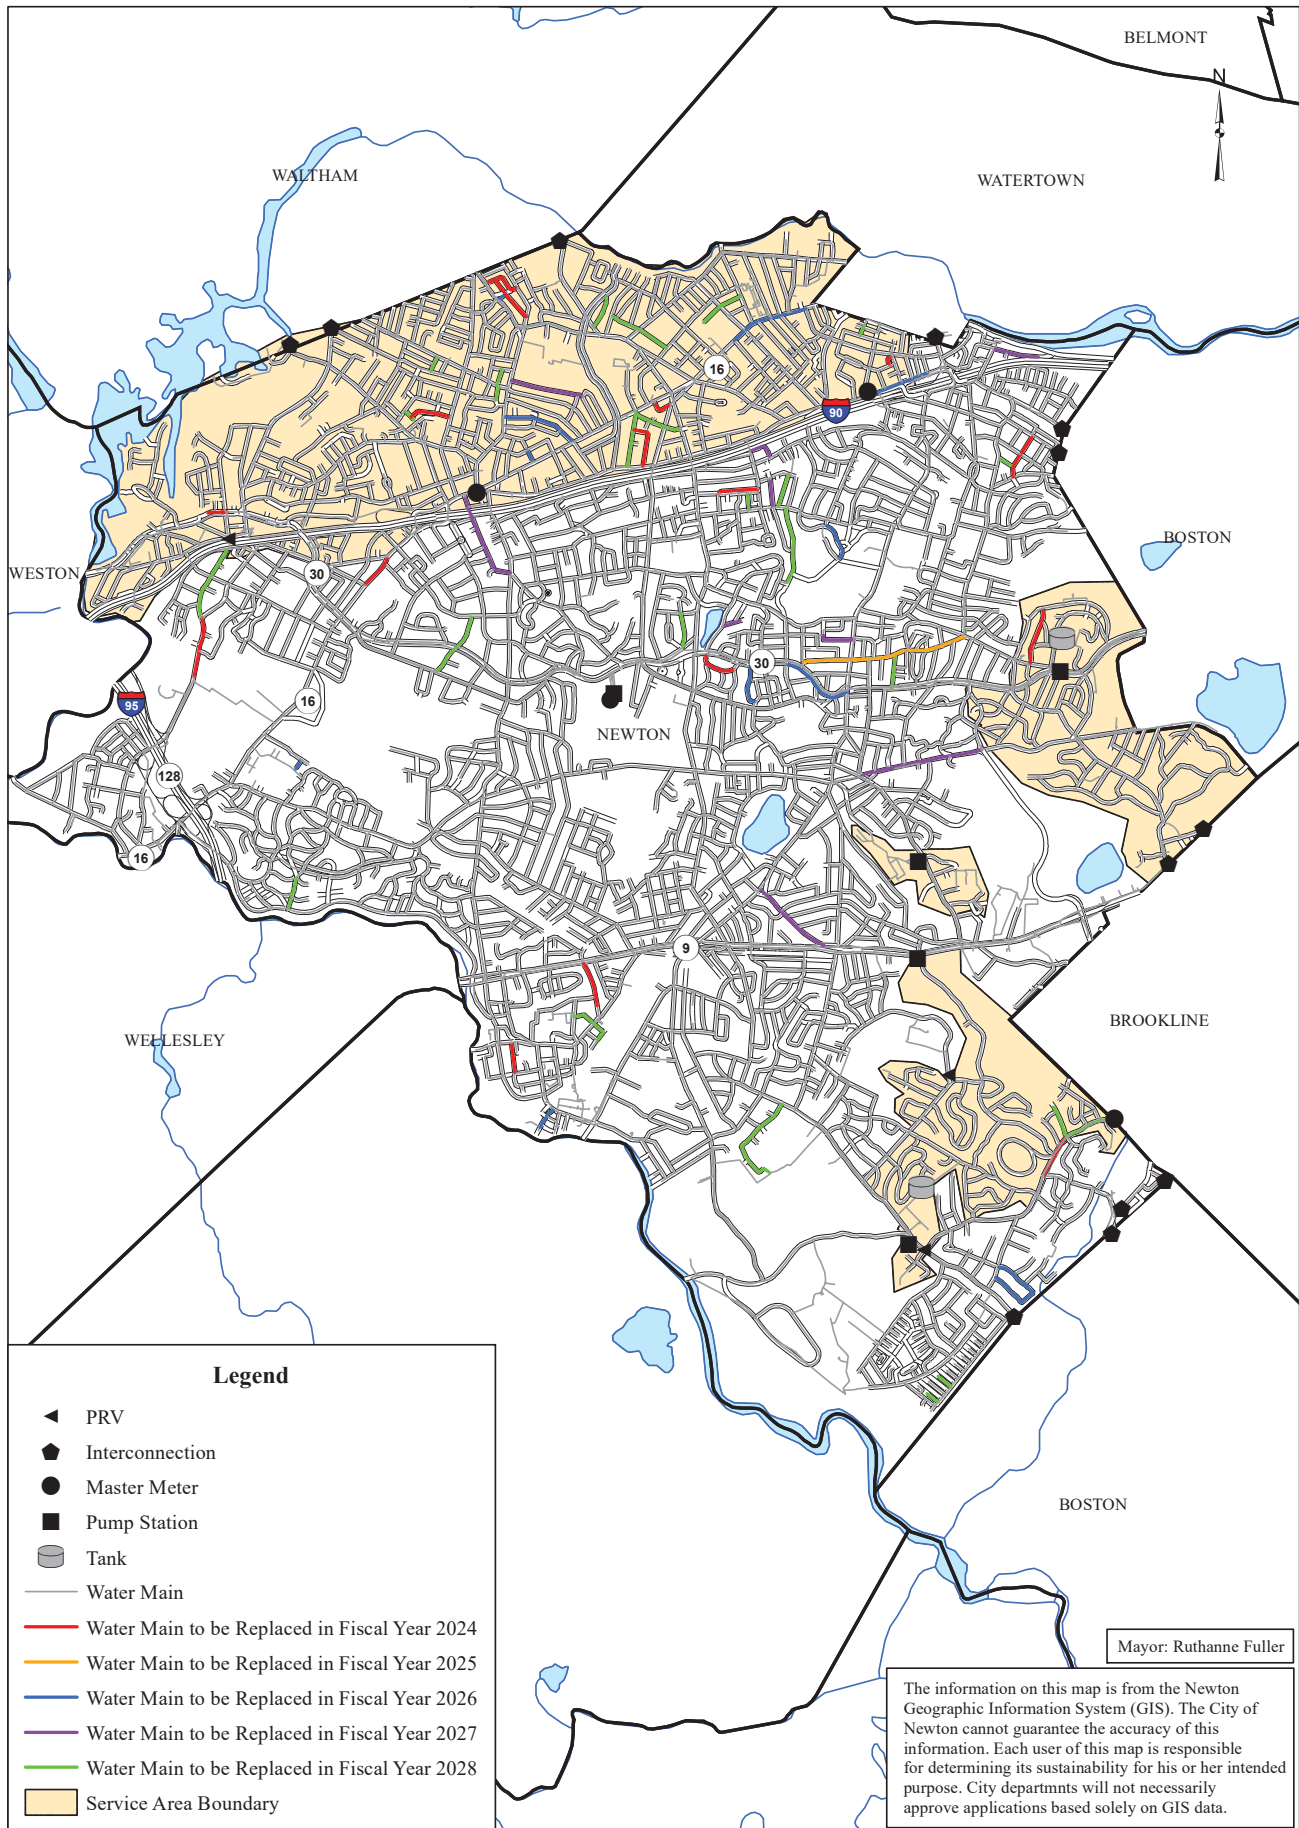 BELMONT
N
WALTHAM
WATERTOWN
16
90
BOSTON
WESTON
30
30
16
95
NEWTON
128
16
9
BROOKLINE
WELLESLEY
Legend
PRV
Interconnection
Master Meter
Pump Station
Tank
Water Main
Water Main to be Replaced in Fiscal Year 2024
Water Main to be Replaced in Fiscal Year 2025
Water Main to be Replaced in Fiscal Year 2026
Water Main to be Replaced in Fiscal Year 2027
Water Main to be Replaced in Fiscal Year 2028
Service Area Boundary
BOSTON
Mayor: Ruthanne Fuller
The information on this map is from the Newton
Geographic Information System (GIS). The City of
Newton cannot guarantee the accuracy of this
information. Each user of this map is responsible
for determining its sustainability for his or her intended
purpose. City departmnts will not necessarily
approve applications based solely on GIS data.